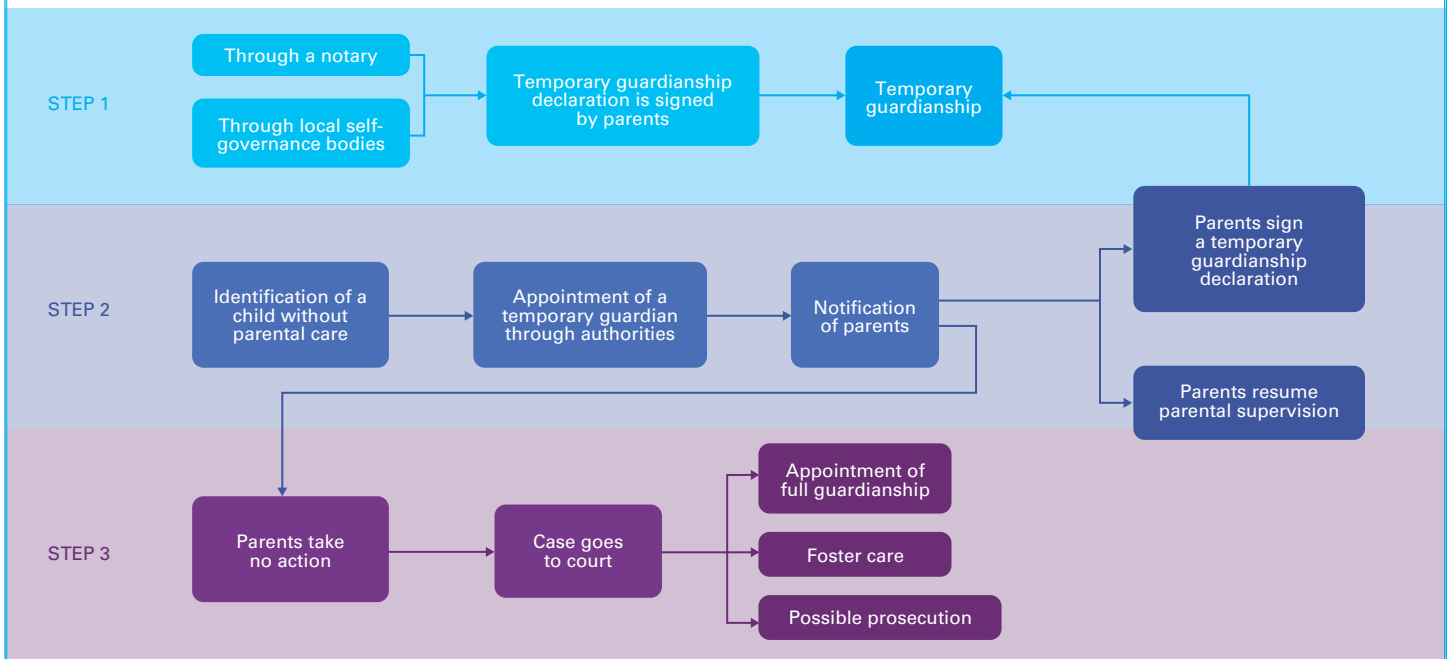 STEP 1
Through a notary
Through local self-
governance bodies
Temporary guardianship
declaration is signed
by parents
Temporary
guardianship
STEP 2
Identification of a
child without
parental care
Appointment of a
temporary guardian
through authorities
Notification
of parents
Parents sign
a temporary
guardianship
declaration
Parents resume
parental supervision
STEP 3
Parents take
no action
Case goes
to court
Appointment of
full guardianship
Foster care
Possible prosecution